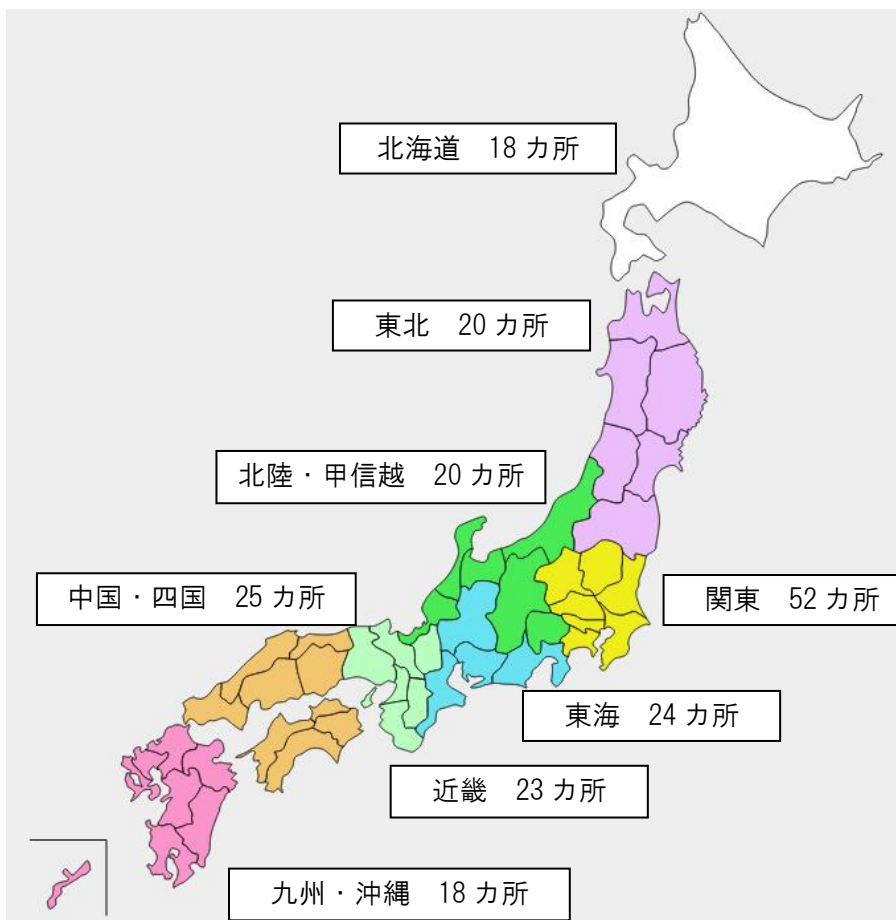 北海道　18 カ所
東北　20 カ所
北陸・甲信越　20 カ所
中国・四国　25 カ所
関東　52 カ所
東海　24 カ所
近畿　23 カ所
九州・沖縄　18 カ所